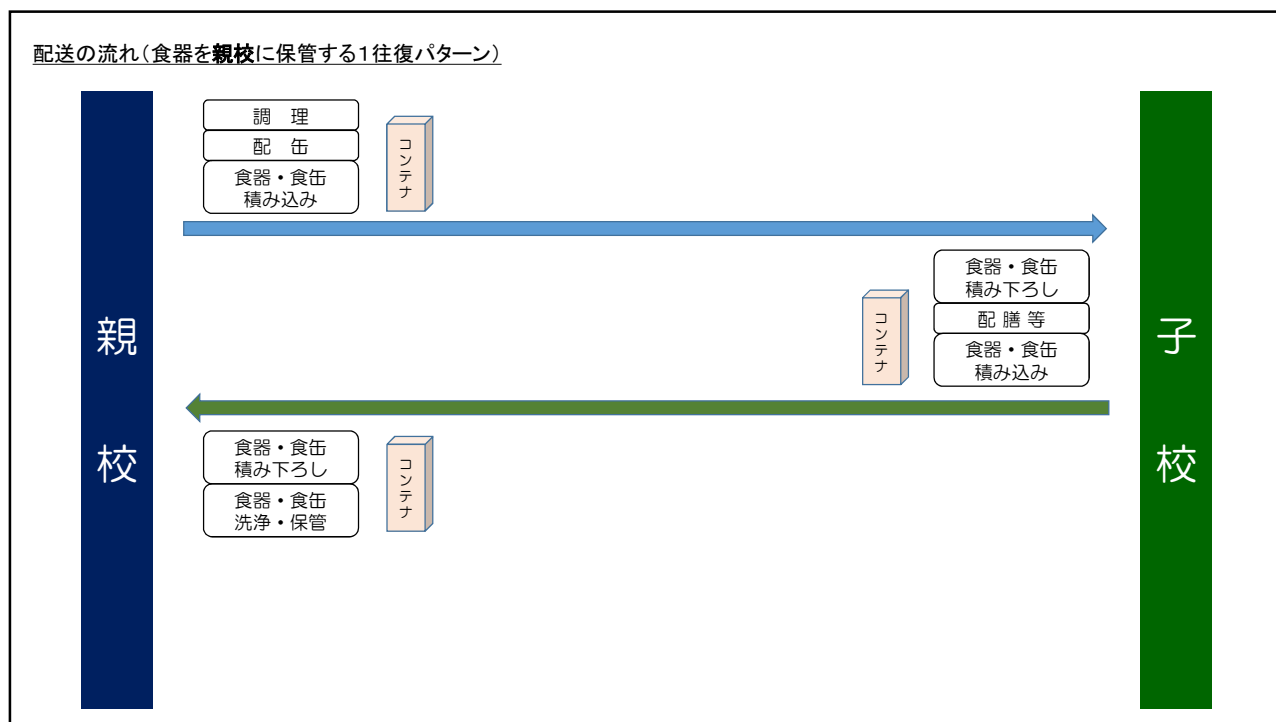 配送の流れ(食器を親校に保管する1往復パターン)
調　理
配　缶
食器・食缶
積み込み
コンテナ
食器・食缶
積み下ろし
配 膳 等
食器・食缶
積み込み
コンテナ
親校
子校
食器・食缶
積み下ろし
食器・食缶
洗浄・保管
コンテナ